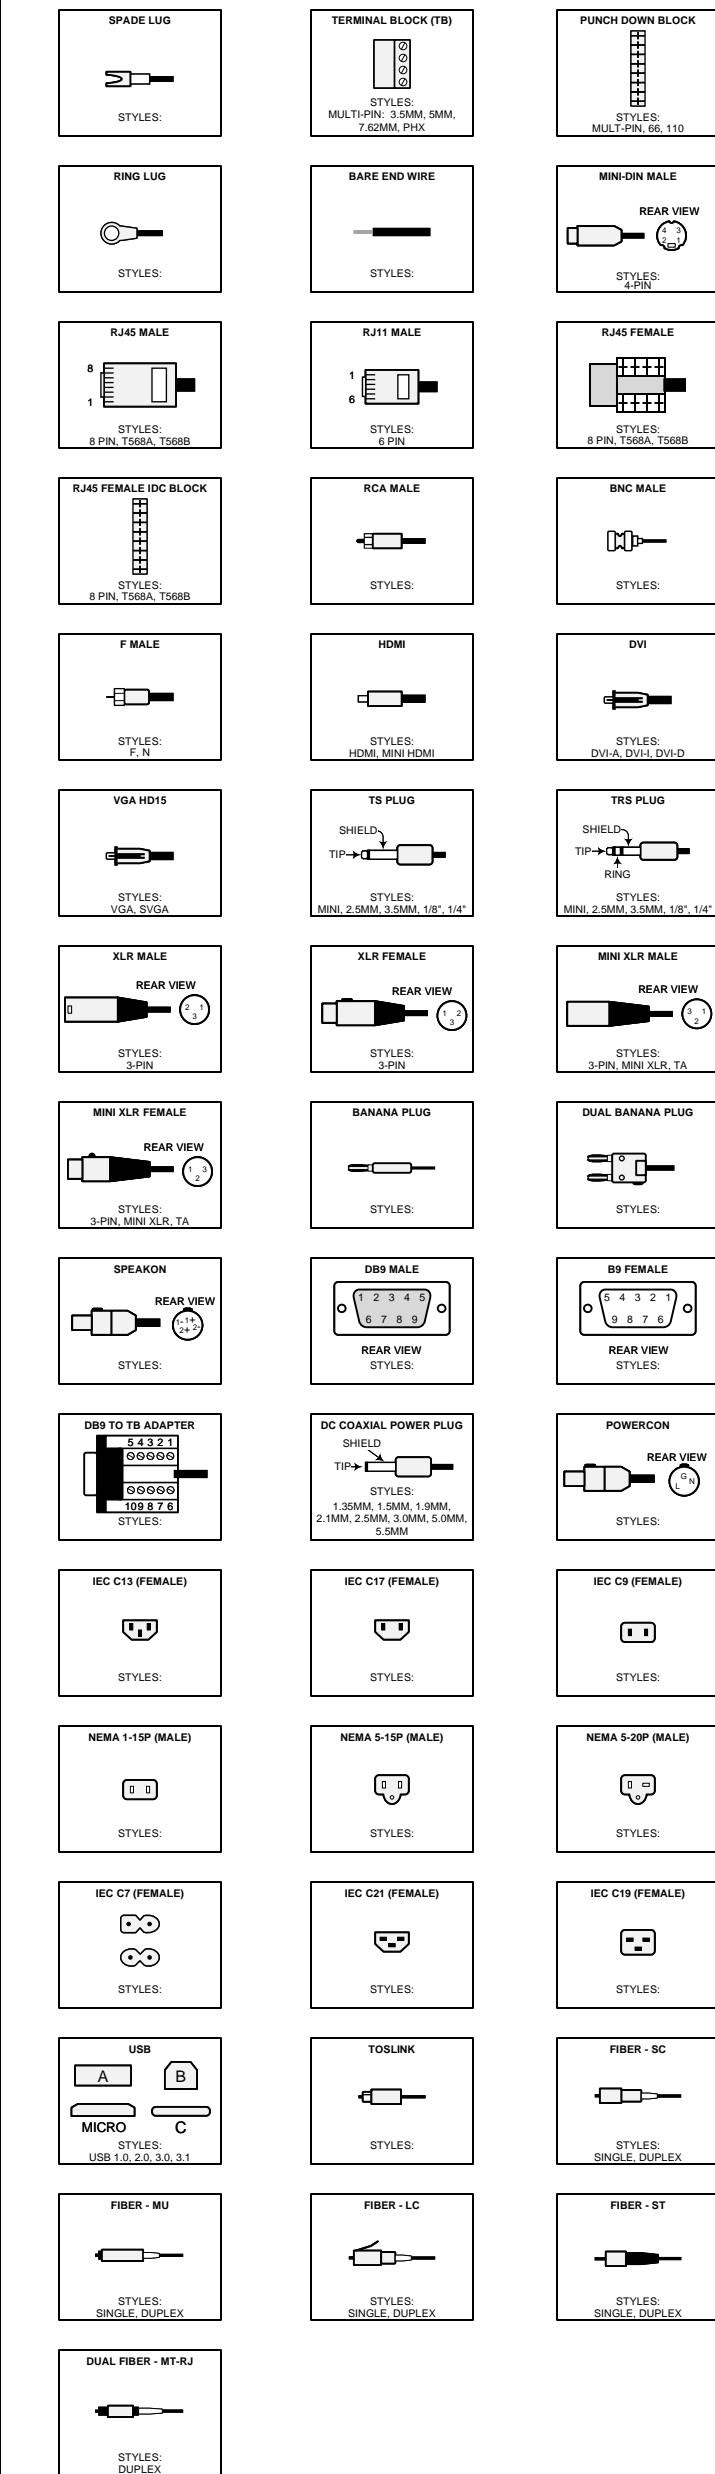 SPADE LUG
STYLES:
TERMINAL BLOCK (TB)
STYLES:
MULTI-PIN: 3.5MM, 5MM,
7.62MM, PHX
PUNCH DOWN BLOCK
STYLES:
MULT-PIN, 66, 110
RING LUG
STYLES:
BARE END WIRE
STYLES:
MINI-DIN MALE
REAR VIEW
4 3
2 1
STYLES:
4-PIN
RJ45 MALE
8
1
STYLES:
8 PIN, T568A, T568B
RJ11 MALE
1
6
STYLES:
6 PIN
RJ45 FEMALE
STYLES:
8 PIN, T568A, T568B
RJ45 FEMALE IDC BLOCK
STYLES:
8 PIN, T568A, T568B
RCA MALE
STYLES:
BNC MALE
STYLES:
F MALE
STYLES:
F, N
HDMI
STYLES:
HDMI, MINI HDMI
DVI
STYLES:
DVI-A, DVI-I, DVI-D
VGA HD15
STYLES:
VGA, SVGA
TS PLUG
SHIELD
TIP
STYLES:
MINI, 2.5MM, 3.5MM, 1/8", 1/4"
TRS PLUG
SHIELD
TIP
RING
STYLES:
MINI, 2.5MM, 3.5MM, 1/8", 1/4"
XLR MALE
REAR VIEW
2 1
3
STYLES:
3-PIN
XLR FEMALE
REAR VIEW
1 2
3
STYLES:
3-PIN
MINI XLR MALE
REAR VIEW
3 1
2
STYLES:
3-PIN, MINI XLR, TA
MINI XLR FEMALE
REAR VIEW
1 3
2
STYLES:
3-PIN, MINI XLR, TA
BANANA PLUG
STYLES:
DUAL BANANA PLUG
STYLES:
SPEAKON
REAR VIEW
1- 1+
2+ 2-
STYLES:
DB9 MALE
1 2 3 4 5
6 7 8 9
REAR VIEW
STYLES:
B9 FEMALE
5 4 3 2 1
9 8 7 6
REAR VIEW
STYLES:
DB9 TO TB ADAPTER
5 4 3 2 1
109 8 7 6
STYLES:
DC COAXIAL POWER PLUG
SHIELD
TIP
STYLES:
1.35MM, 1.5MM, 1.9MM,
2.1MM, 2.5MM, 3.0MM, 5.0MM,
5.5MM
POWERCON
REAR VIEW
G
L N
STYLES:
IEC C13 (FEMALE)
STYLES:
IEC C17 (FEMALE)
STYLES:
IEC C9 (FEMALE)
STYLES:
NEMA 1-15P (MALE)
STYLES:
NEMA 5-15P (MALE)
STYLES:
NEMA 5-20P (MALE)
STYLES:
IEC C7 (FEMALE)
STYLES:
IEC C21 (FEMALE)
STYLES:
IEC C19 (FEMALE)
STYLES:
USB
A B
MICRO C
STYLES:
USB 1.0, 2.0, 3.0, 3.1
TOSLINK
STYLES:
FIBER - SC
STYLES:
SINGLE, DUPLEX
FIBER - MU
STYLES:
SINGLE, DUPLEX
FIBER - LC
STYLES:
SINGLE, DUPLEX
FIBER - ST
STYLES:
SINGLE, DUPLEX
DUAL FIBER - MT-RJ
STYLES:
DUPLEX